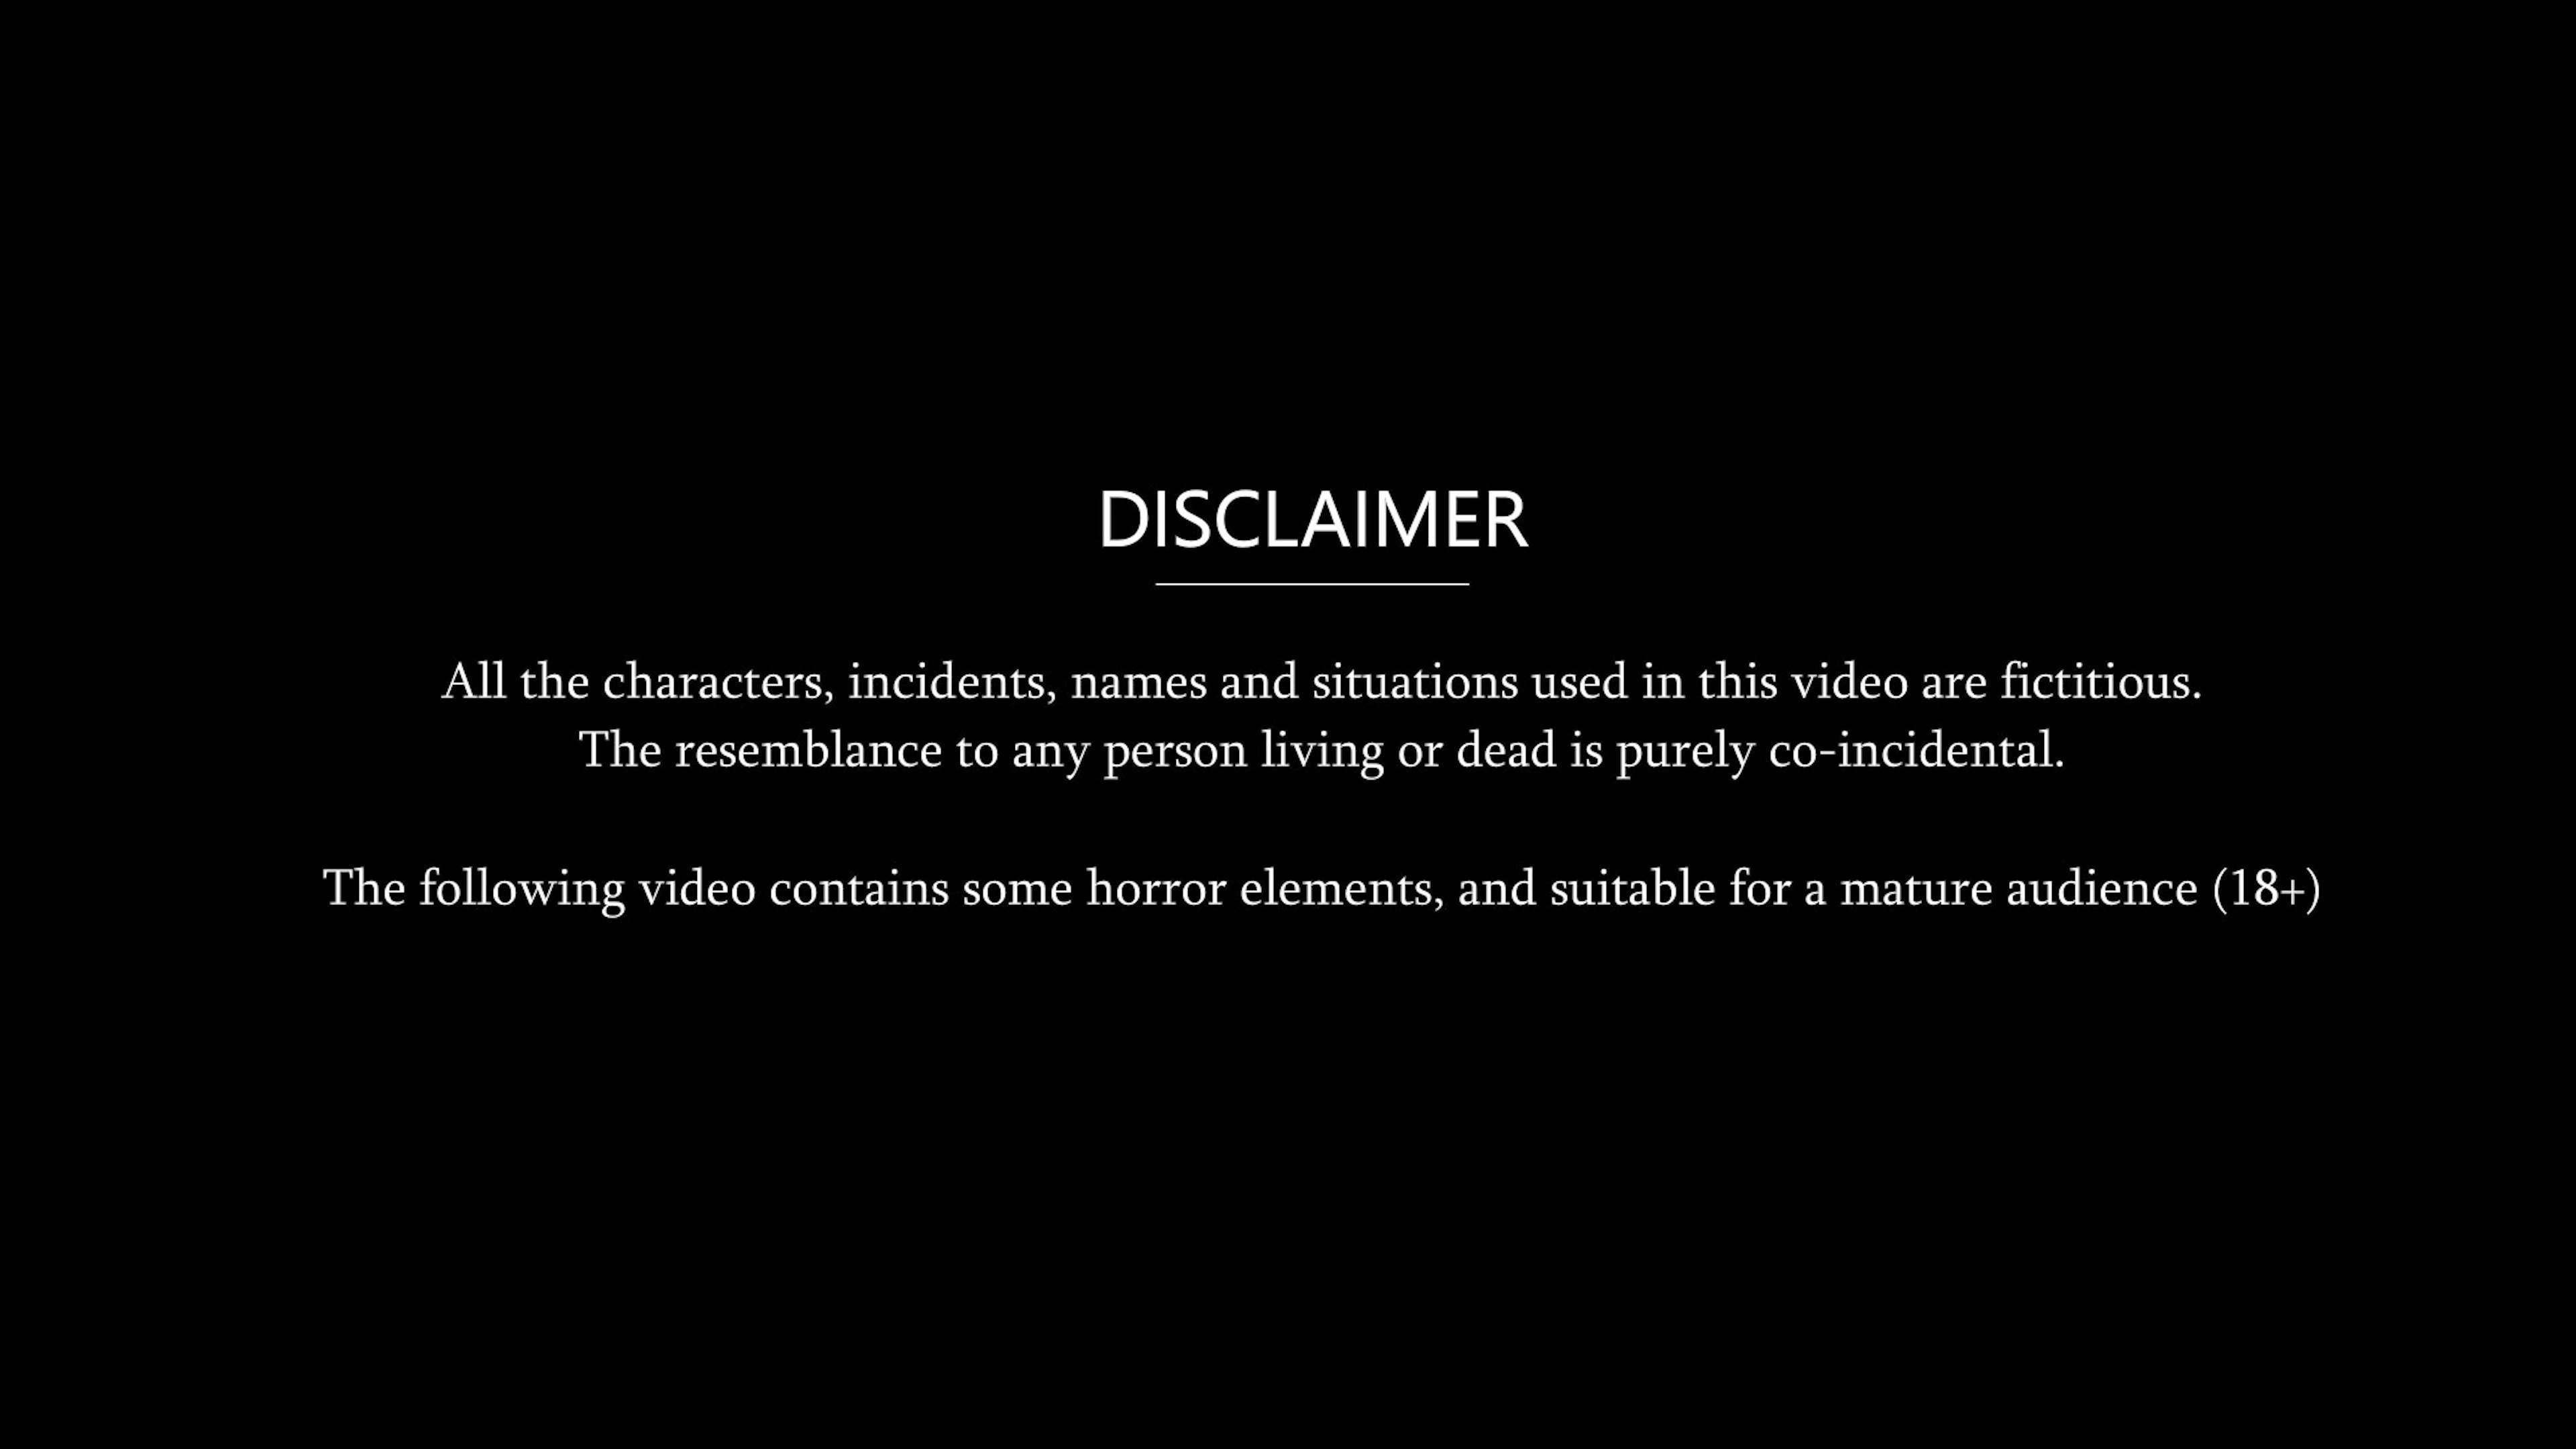 DISCLAIMER
All the characters, incidents, names and situations used in this video are fictitious.
The resemblance to any person living or dead is purely co-incidental.
The following video contains some horror elements, and suitable for a mature audience (18+)